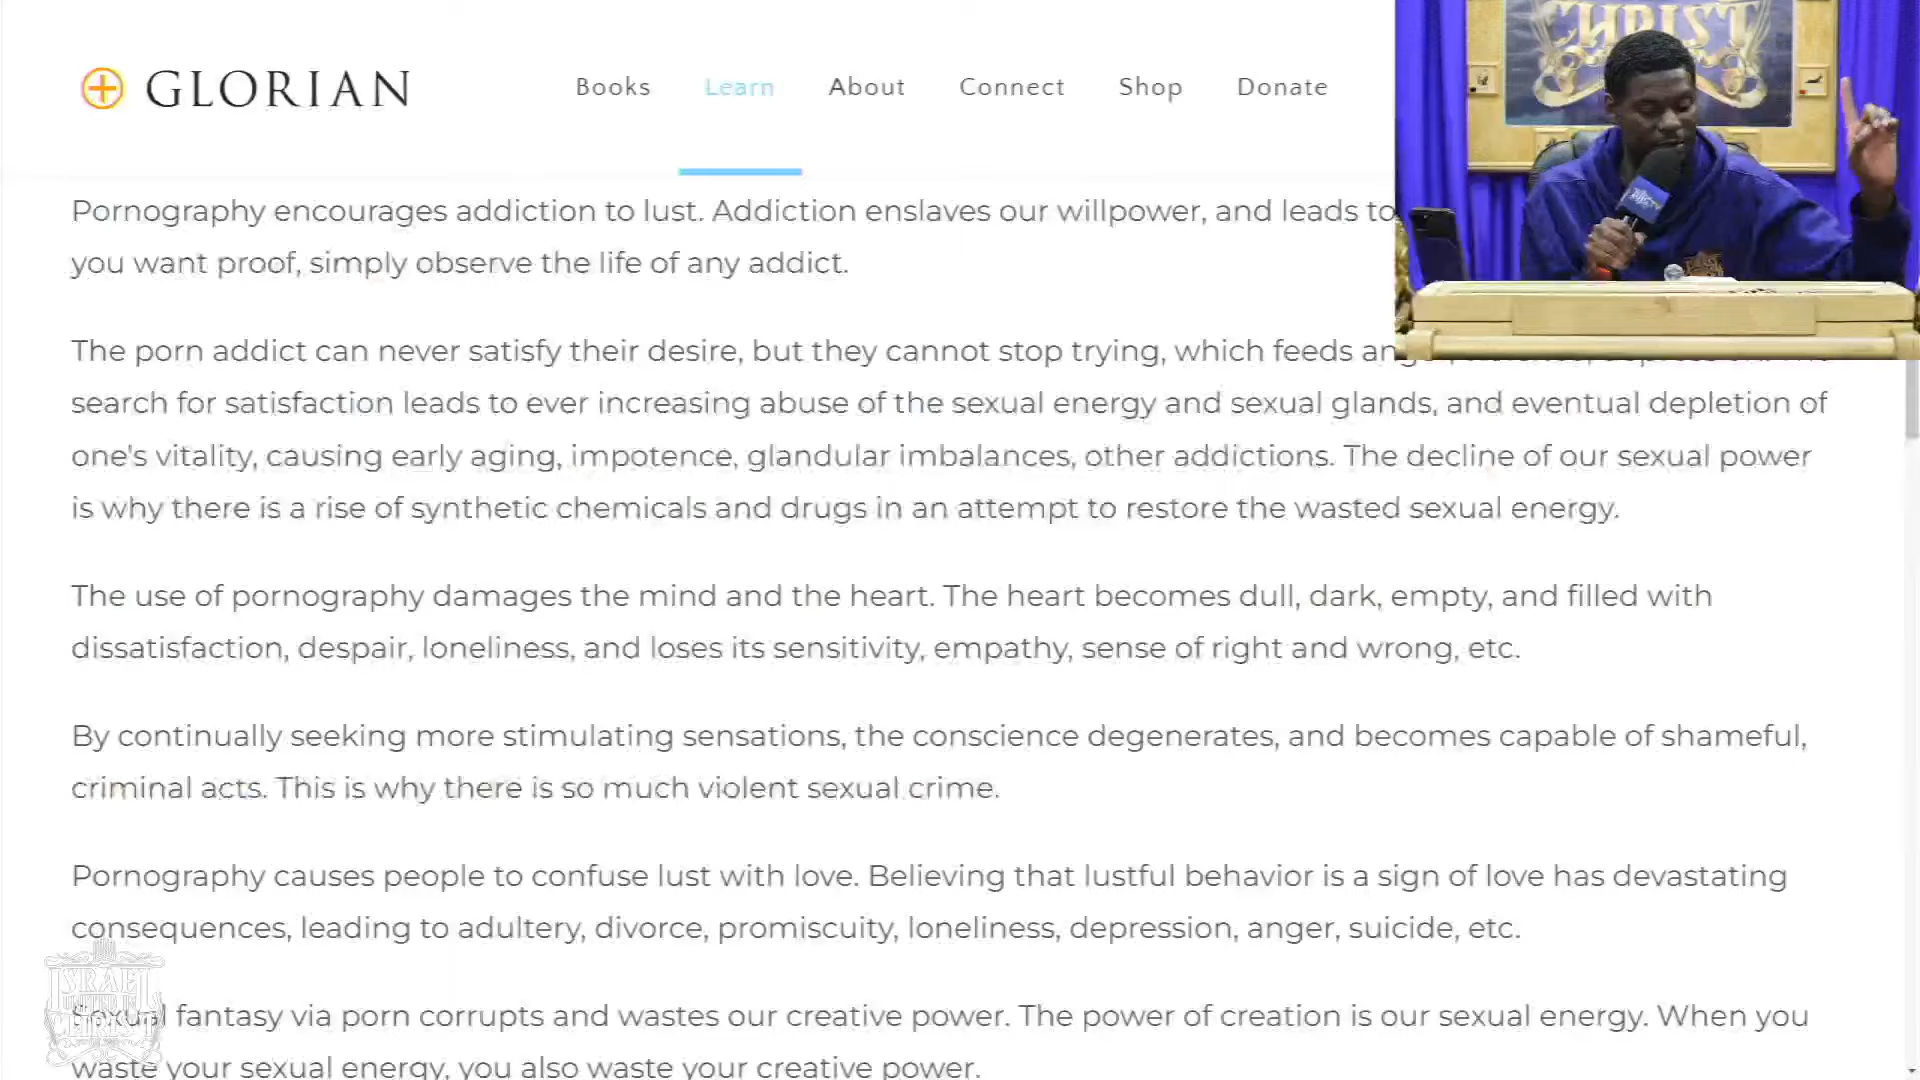 GLORIAN
Books Learn About Connect Shop Donate
CHRIST
Pornography encourages addiction to lust. Addiction enslaves our willpower, and leads to
you want proof, simply observe the life of any addict.
The porn addict can never satisfy their desire, but they cannot stop trying, which feeds
search for satisfaction leads to ever increasing abuse of the sexual energy and sexual glands, and eventual depletion of
one's vitality, causing early aging, impotence, glandular imbalances, other addictions. The decline of our sexual power
is why there is a rise of synthetic chemicals and drugs in an attempt to restore the wasted sexual energy.
The use of pornography damages the mind and the heart. The heart becomes dull, dark, empty, and filled with
dissatisfaction, despair, loneliness, and loses its sensitivity, empathy, sense of right and wrong, etc.
By continually seeking more stimulating sensations, the conscience degenerates, and becomes capable of shameful,
criminal acts. This is why there is so much violent sexual crime.
Pornography causes people to confuse lust with love. Believing that lustful behavior is a sign of love has devastating
consequences, leading to adultery, divorce, promiscuity, loneliness, depression, anger, suicide, etc.
Sexual fantasy via porn corrupts and wastes our creative power. The power of creation is our sexual energy. When you
waste your sexual energy, you also waste your creative power.
ISRAEL
UNITED IN
CHRIST